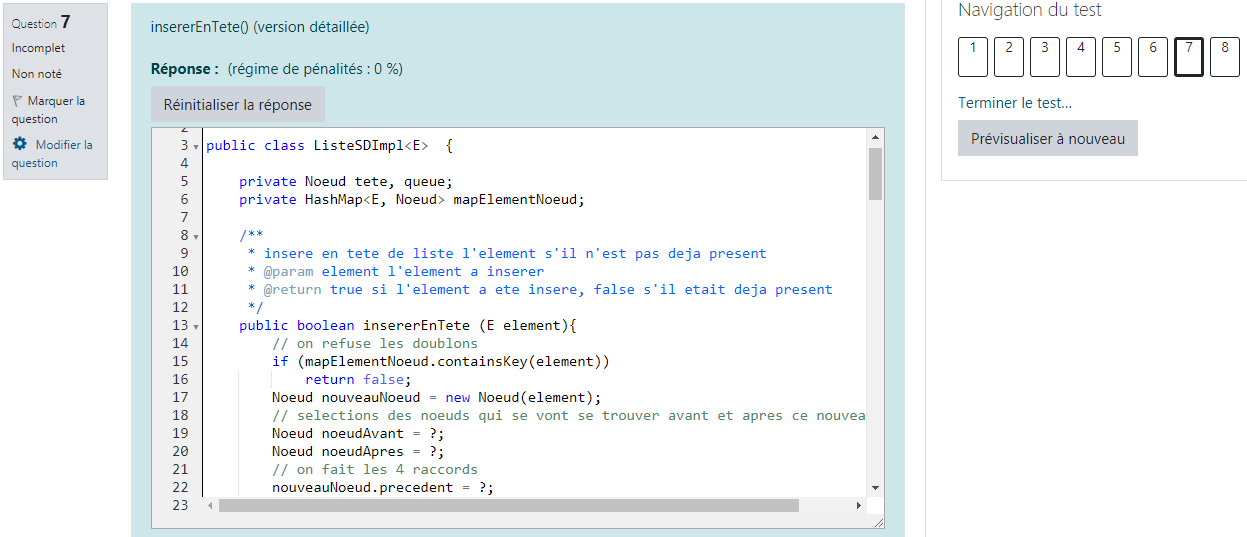 Question 7
Incomplet
Non noté
Marquer la
question
Modifier la
question
insererEnTete() (version détaillée)
Réponse : (régime de pénalités : 0 %)
Réinitialiser la réponse
2
3 public class ListeSDImpl<E>  {
4
5     private Noeud tete, queue;
6     private HashMap<E, Noeud> mapElementNoeud;
7
8     /**
9      * insere en tete de liste l'element s'il n'est pas deja present
10      * @param element l'element a inserer
11      * @return true si l'element a ete insere, false s'il etait deja present
12      */
13     public boolean insererEnTete (E element){
14         // on refuse les doublons
15         if (mapElementNoeud.containsKey(element))
16             return false;
17         Noeud nouveauNoeud = new Noeud(element);
18         // selections des noeuds qui se vont se trouver avant et apres ce nouvea
19         Noeud noeudAvant = ?;
20         Noeud noeudApres = ?;
21         // on fait les 4 raccords
22         nouveauNoeud.precedent = ?;
23
Navigation du test
1 2 3 4 5 6 7 8
Terminer le test...
Prévisualiser à nouveau